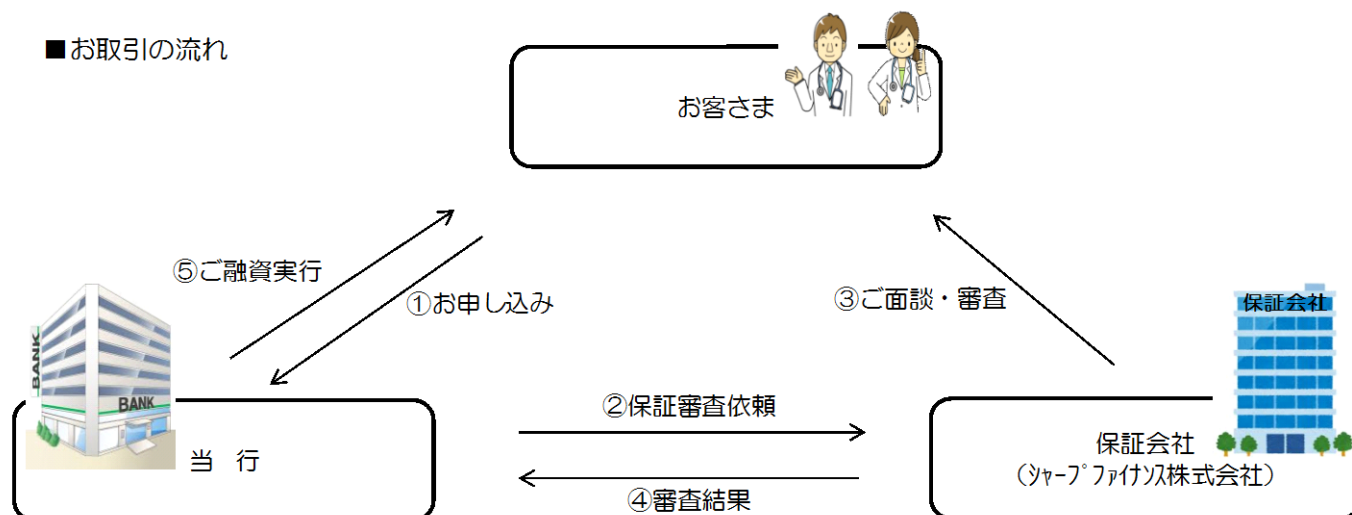 ■お取引の流れ
お客さま
⑤ご融資実行
①お申し込み
③ご面談・審査
保証会社
BANK
BANK
②保証審査依頼
当 行
保証会社
（シャープファイナンス株式会社）
④審査結果